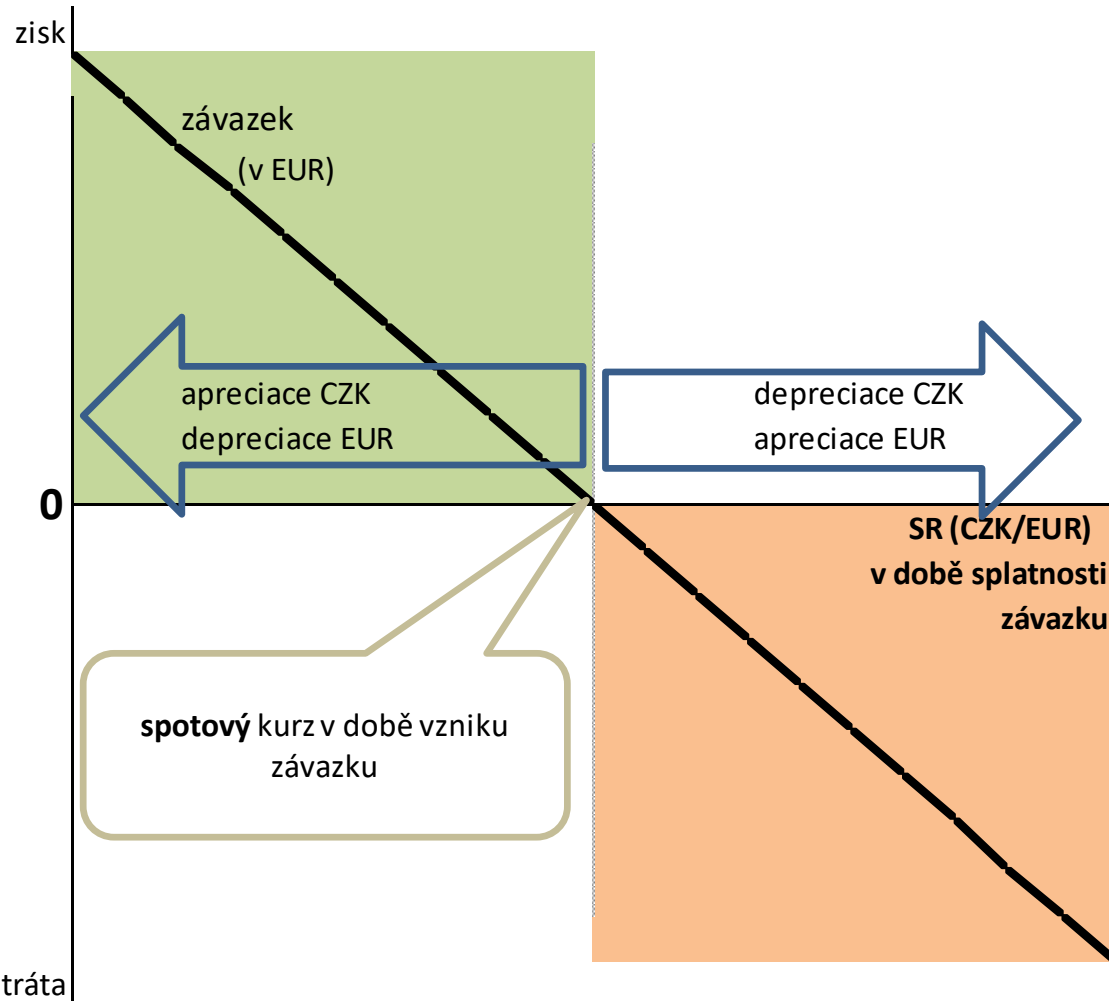 zisk
závazek
(v EUR)
apreciace CZK
depreciace EUR
depreciace CZK
apreciace EUR
0
SR (CZK/EUR)
v době splatnosti
závazku
spotový kurz v době vzniku
závazku
tráta